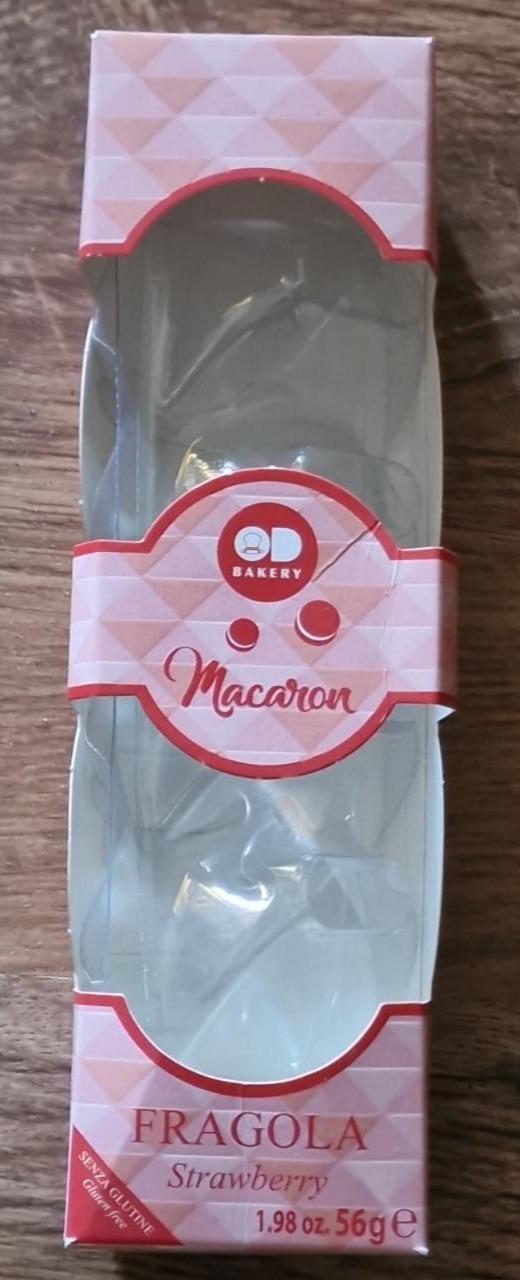 OD
BAKERY
Macaron
FRAGOLA
Strawberry
SENZA GLUTINE
Gluten free
1.98 oz. 56g e